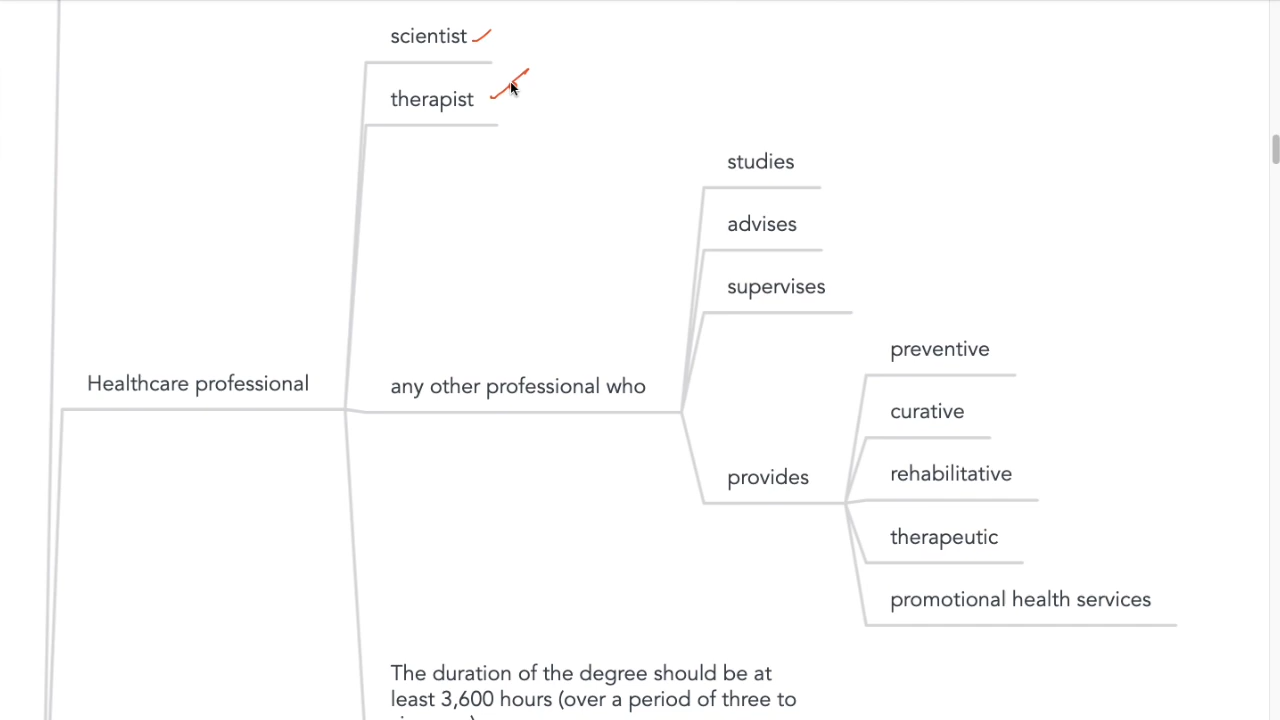 scientist
therapist
studies
advises
supervises
preventive
Healthcare professional
any other professional who
curative
provides
rehabilitative
therapeutic
promotional health services
The duration of the degree should be at
least 3,600 hours (over a period of three to